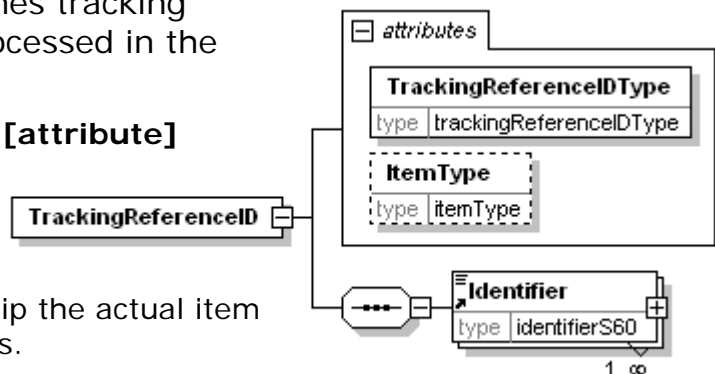 nes tracking
ocessed in the
[attribute]
ip the actual item
s.
attributes
TrackingReferenceIDType
type trackingReferenceIDType
ItemType
type itemType
TrackingReferenceID
Identifier
type identifierS60
1..∞